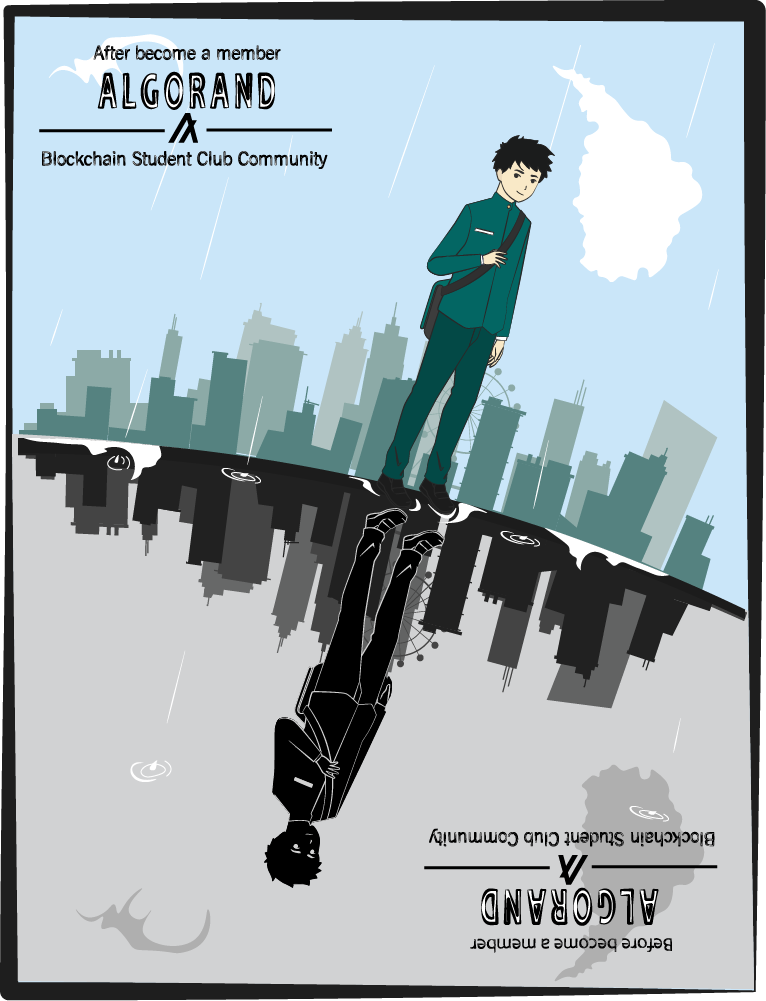 After become a member
ALGORAND
Blockchain Student Club Community
Before become a member
ALGORAND
Blockchain Student Club Community